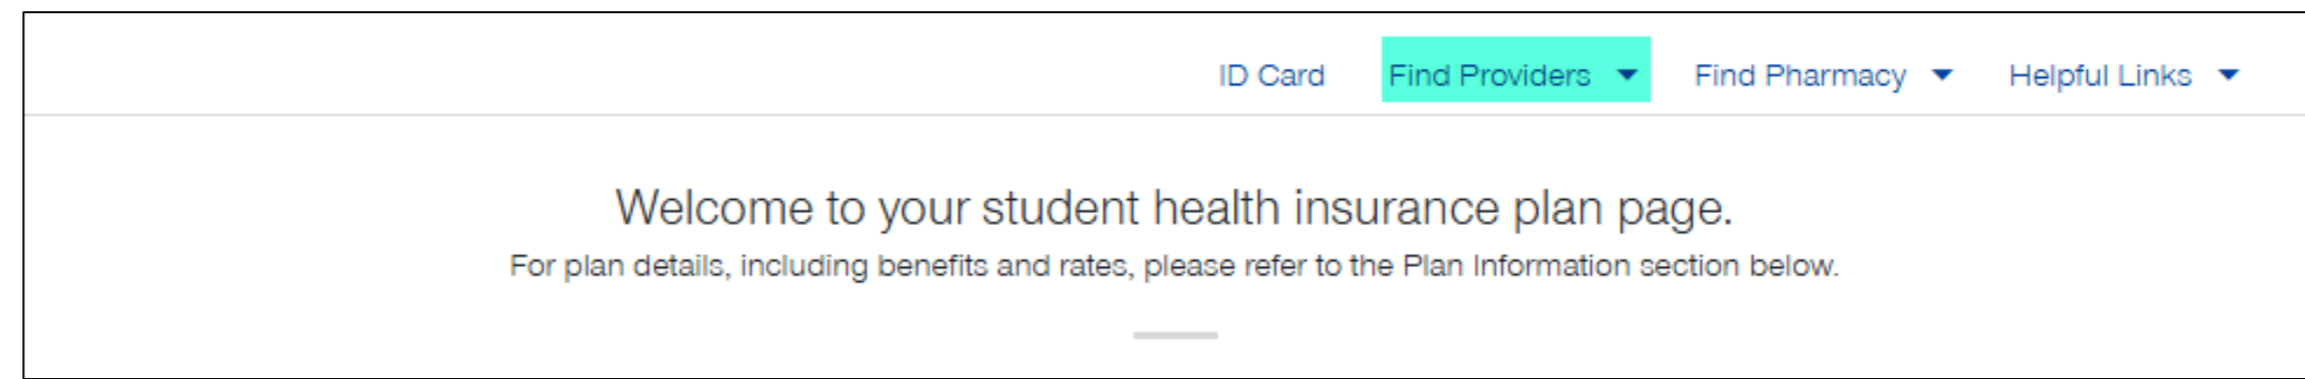 ID Card Find Providers Find Pharmacy Helpful Links
Welcome to your student health insurance plan page.
For plan details, including benefits and rates, please refer to the Plan Information section below.